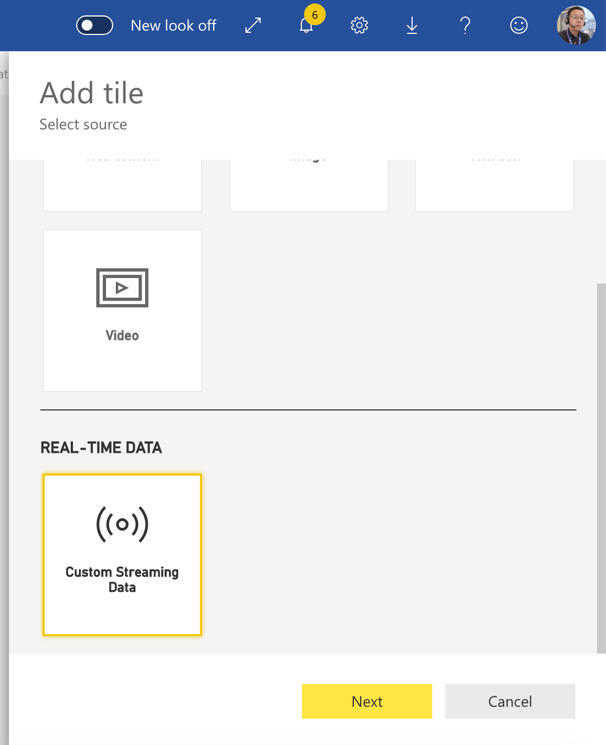 New look off
6
Add tile
Select source
Video
REAL-TIME DATA
Custom Streaming
Data
Next
Cancel